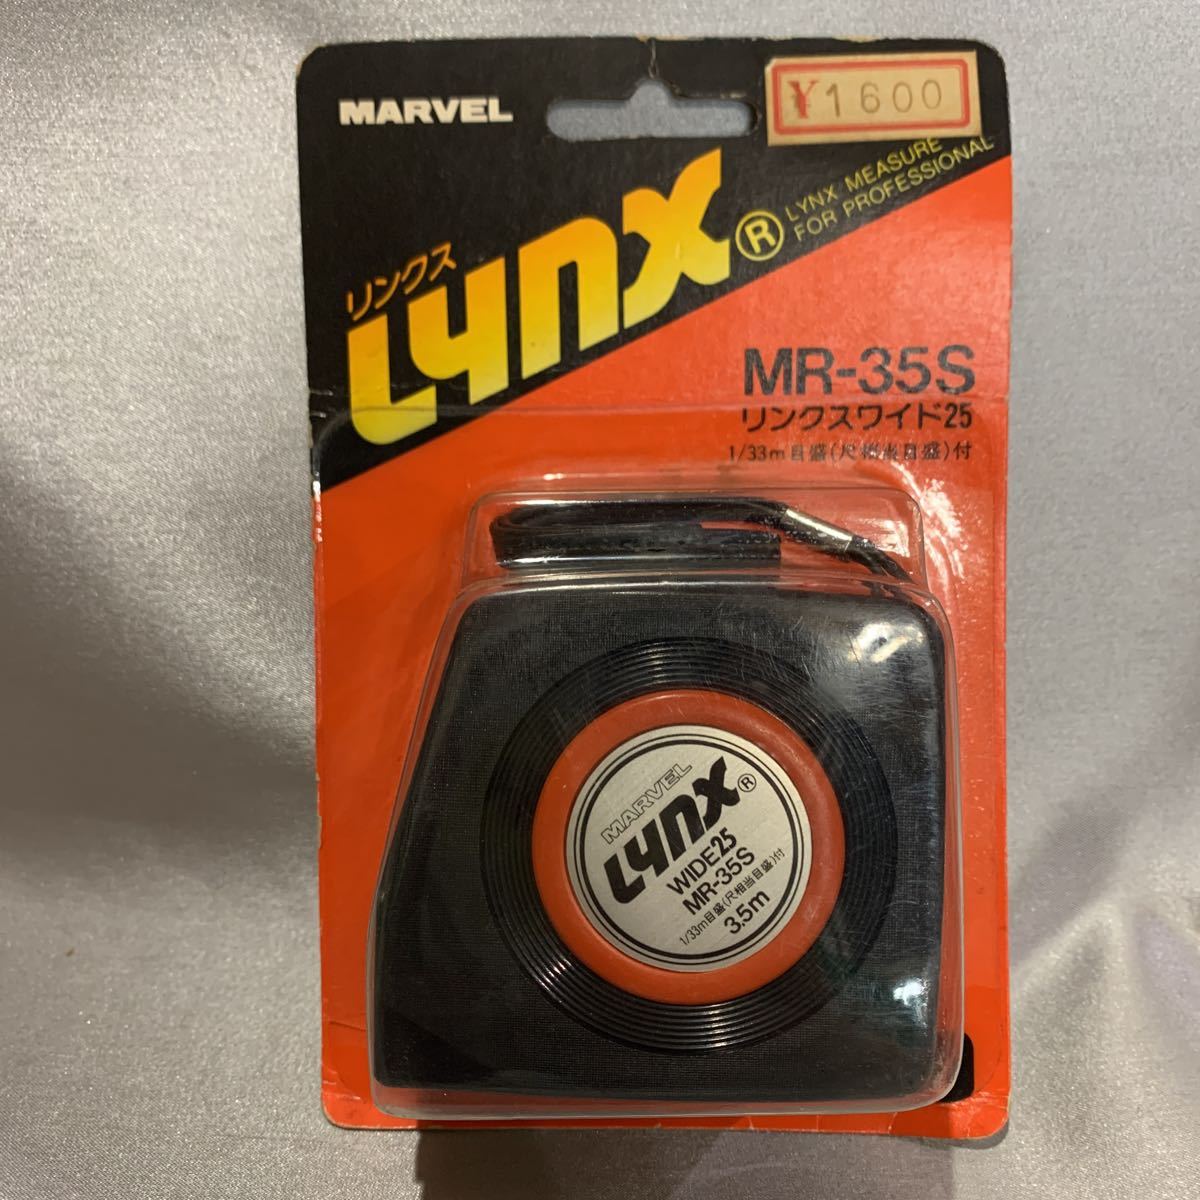 MARVEL
¥1600
リンクス
Lynx®
LYNX MEASURE
FOR PROFESSIONAL
MR-35S
リンクスワイド25
1/33m目盛(尺相当目盛)付
MARVEL
Lynx®
WIDE25
MR-35S
1/33m目盛(尺相当目盛)付
3.5m